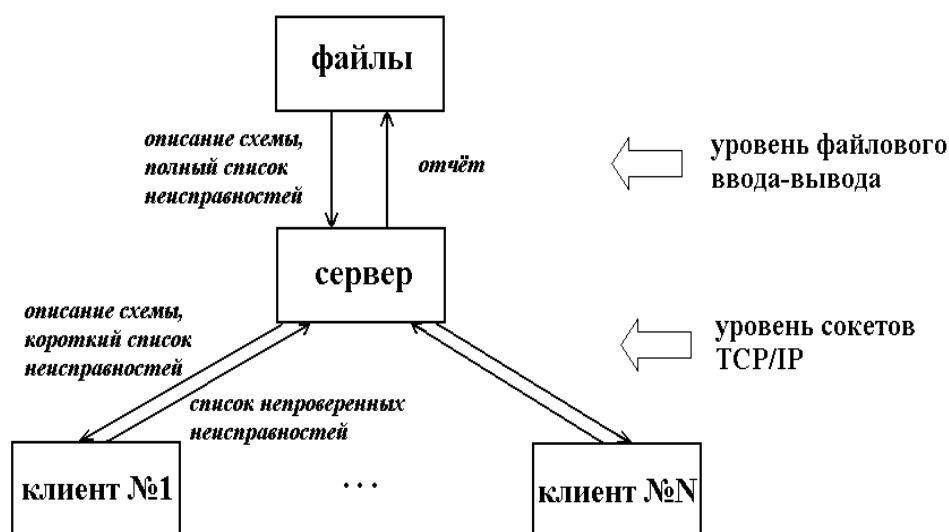 файлы
описание схемы,
полный список
неисправностей
отчёт
уровень файлового
ввода-вывода
сервер
описание схемы,
короткий список
неисправностей
уровень сокетов
TCP/IP
список непроверенных
неисправностей
клиент №1
...
клиент №N